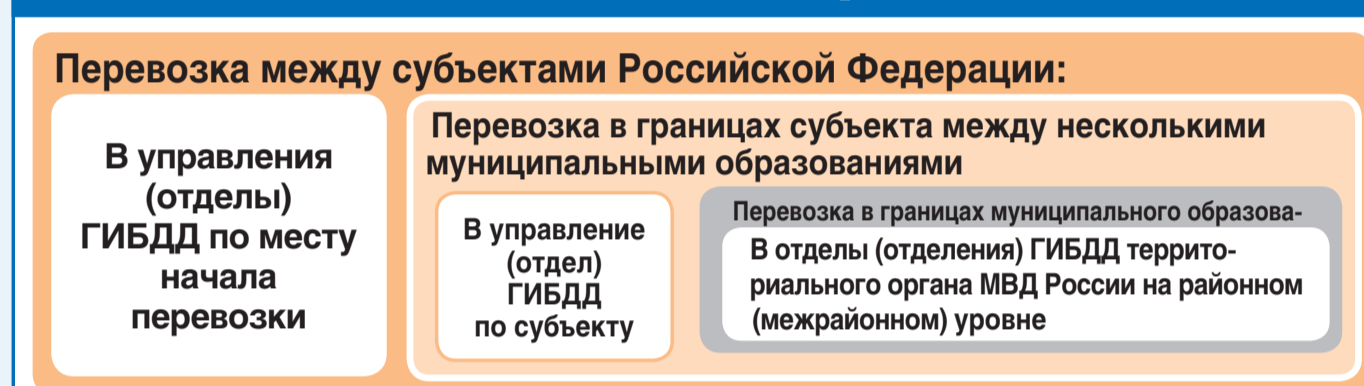 Перевозка между субъектами Российской Федерации:
В управления
(отделы)
ГИБДД по месту
начала
перевозки
Перевозка в границах субъекта между несколькими
муниципальными образованиями
В управление
(отдел)
ГИБДД
по субъекту
Перевозка в границах муниципального образова-
В отделы (отделения) ГИБДД террито-
риального органа МВД России на районном
(межрайонном) уровне